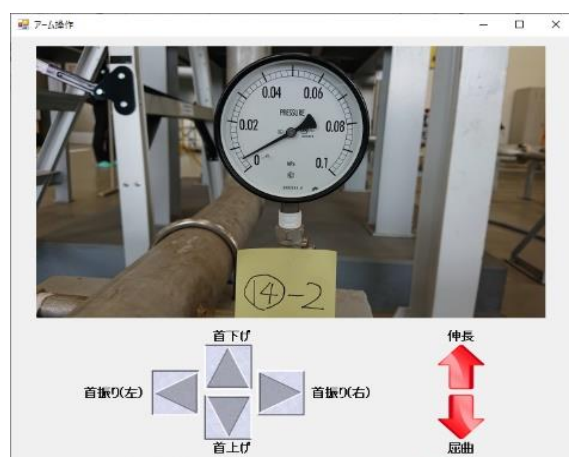 アーム操作
0.04 0.06
PRESSURE
0.02 0.08
0 0.1
MPa
⑭-2
首下げ
伸長
首振り(左) 首振り(右)
首上げ
屈曲